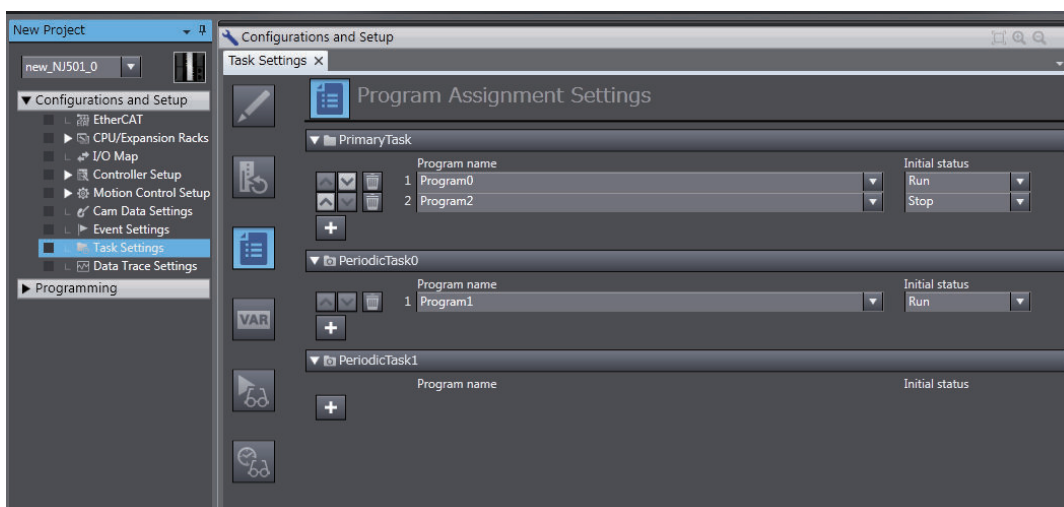 New Project
new_NJ501_0
Configurations and Setup
EtherCAT
CPU/Expansion Racks
I/O Map
Controller Setup
Motion Control Setup
Cam Data Settings
Event Settings
Task Settings
Data Trace Settings
Programming
Configurations and Setup
Task Settings
VAR
Program Assignment Settings
PrimaryTask
Program name Initial status
1 Program0 Run
2 Program2 Stop
PeriodicTask0
Program name Initial status
1 Program1 Run
PeriodicTask1
Program name Initial status